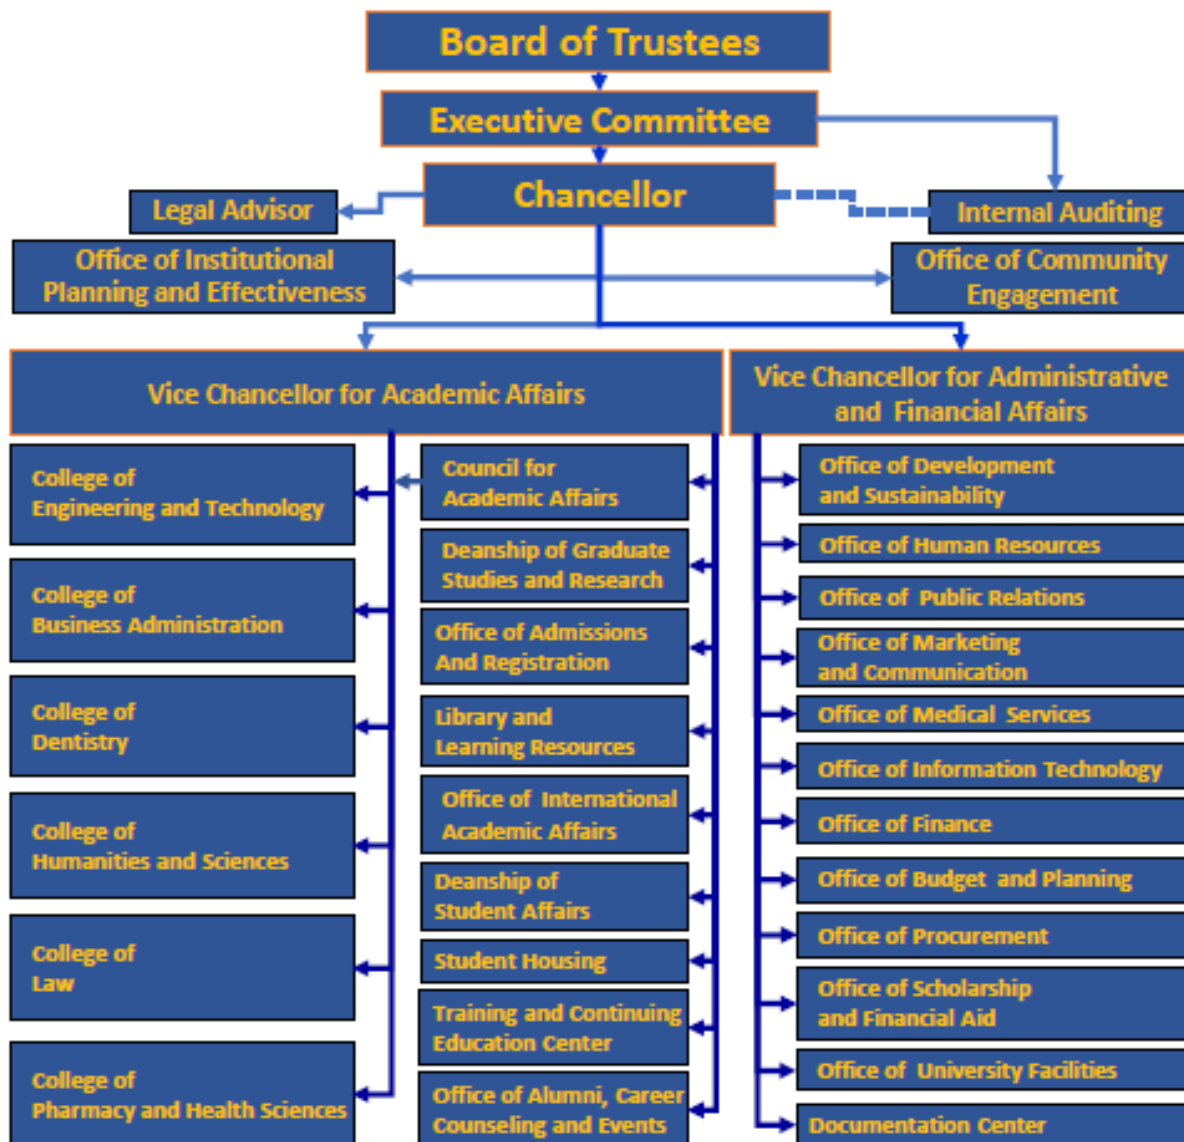 Board of Trustees
Executive Committee
Chancellor
Legal Advisor
Internal Auditing
Office of Institutional
Planning and Effectiveness
Office of Community
Engagement
Vice Chancellor for Academic Affairs
Vice Chancellor for Administrative
and Financial Affairs
College of
Engineering and Technology
College of
Business Administration
College of
Dentistry
College of
Humanities and Sciences
College of
Law
College of
Pharmacy and Health Sciences
Council for
Academic Affairs
Deanship of Graduate
Studies and Research
Office of Admissions
And Registration
Library and
Learning Resources
Office of International
Academic Affairs
Deanship of
Student Affairs
Student Housing
Training and Continuing
Education Center
Office of Alumni, Career
Counseling and Events
Office of Development
and Sustainability
Office of Human Resources
Office of Public Relations
Office of Marketing
and Communication
Office of Medical Services
Office of Information Technology
Office of Finance
Office of Budget and Planning
Office of Procurement
Office of Scholarship
and Financial Aid
Office of University Facilities
Documentation Center